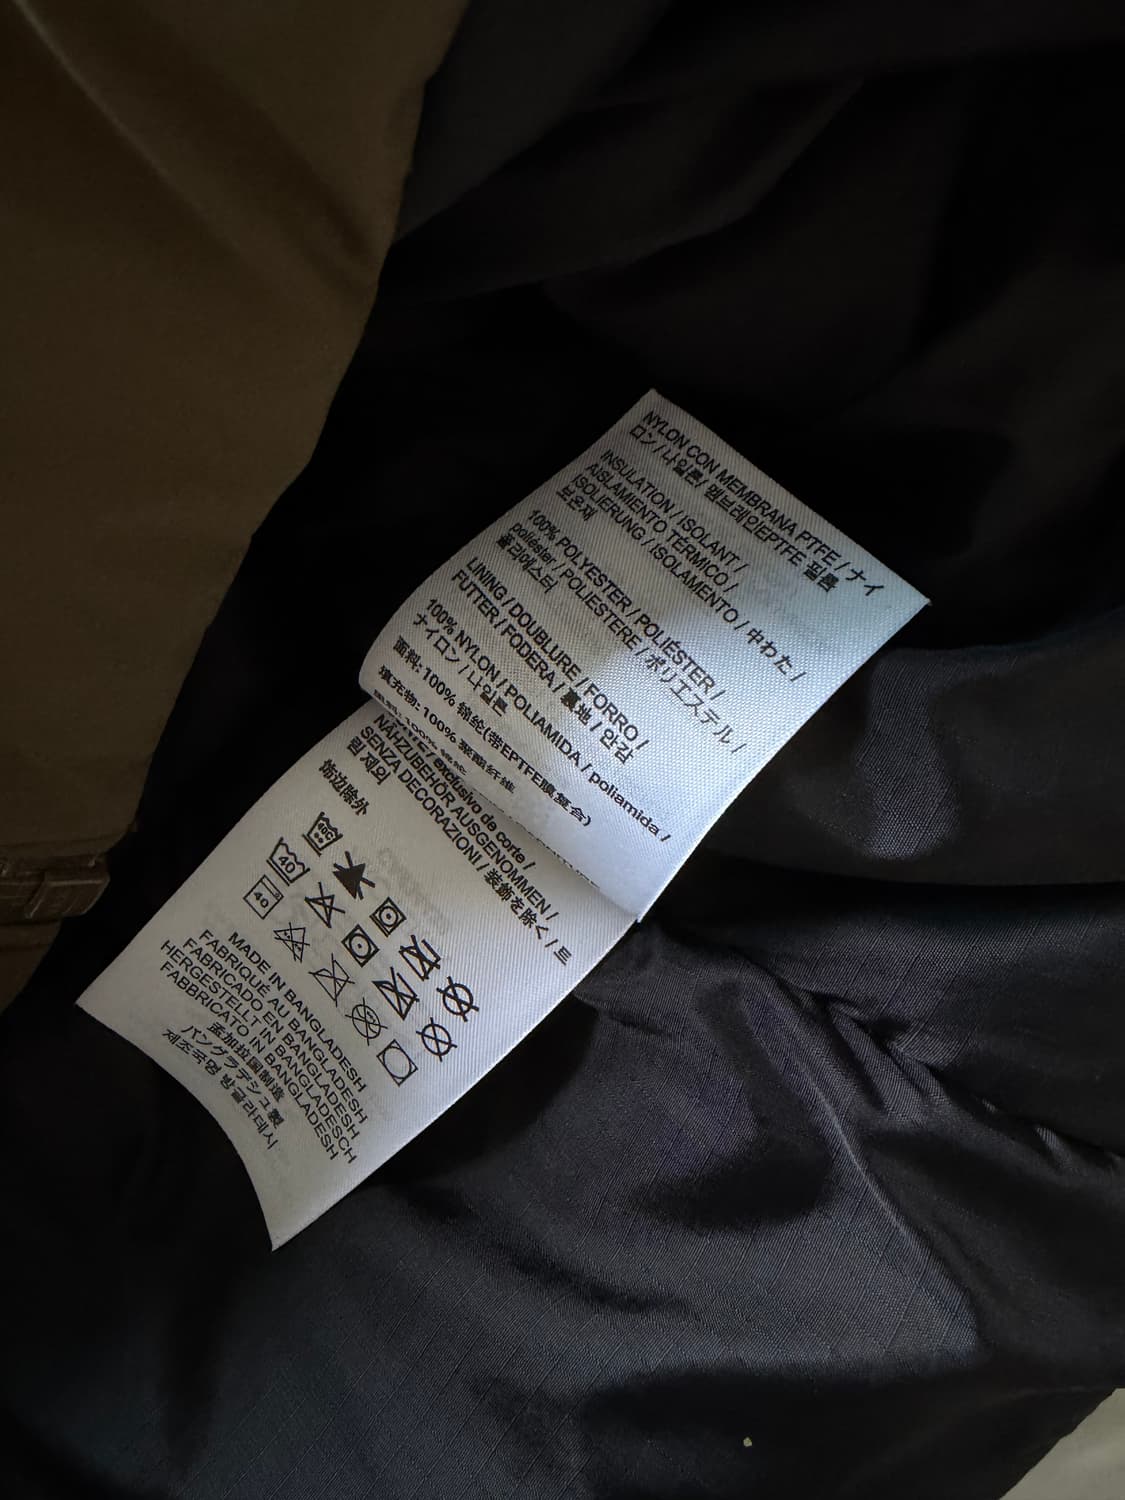 NYLON CON MEMBRANA PTFE / ナイ
ロン / 나일론/ 멤브레인EPTFE 필름
INSULATION / ISOLANT /
AISLAMIENTO TERMICO /
ISOLIERUNG / ISOLAMENTO / 中わた /
보온재
100% POLYESTER / POLIÉSTER /
poliéster / POLIESTERE / ポリエステル /
폴리에스터
LINING / DOUBLURE / FORRO /
FUTTER / FODERA / 裏地 / 안감
100% NYLON / POLIAMIDA / poliamida /
ナイロン / 나일론
面料: 100% 锦纶(带EPTFE膜复合)
填充物: 100% 聚酯纤维
exclusivo de corte /
NÄHZUBEHÖR AUSGENOMMEN /
SENZA DECORAZIONI / 装飾を除く / 트
림 제외
饰边除外
40C
40
40
MADE IN BANGLADESH
FABRIQUÉ AU BANGLADESH
FABRICADO EN BANGLADESH
HERGESTELLT IN BANGLADESCH
FABBRICATO IN BANGLADESH
孟加拉国制造
バングラデシュ製
제조국명 방글라데시